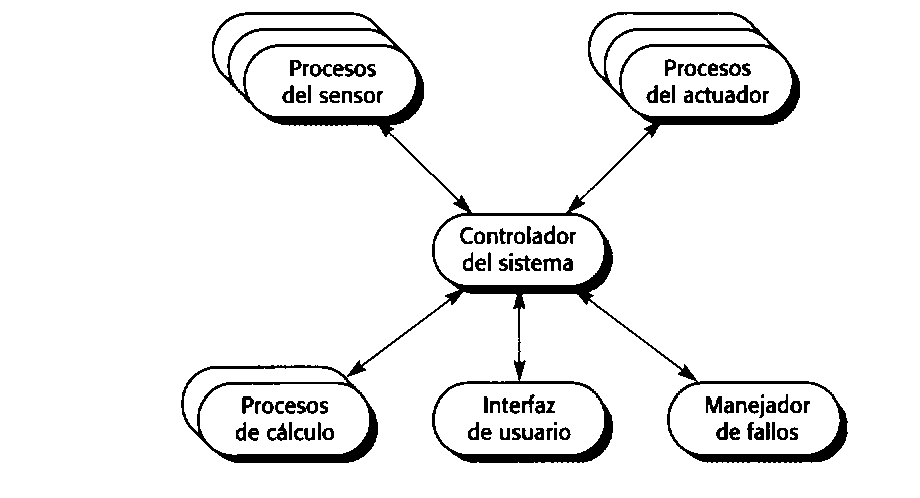 Procesos
del sensor
Procesos
del actuador
Controlador
del sistema
Procesos
de cálculo
Interfaz
de usuario
Manejador
de fallos